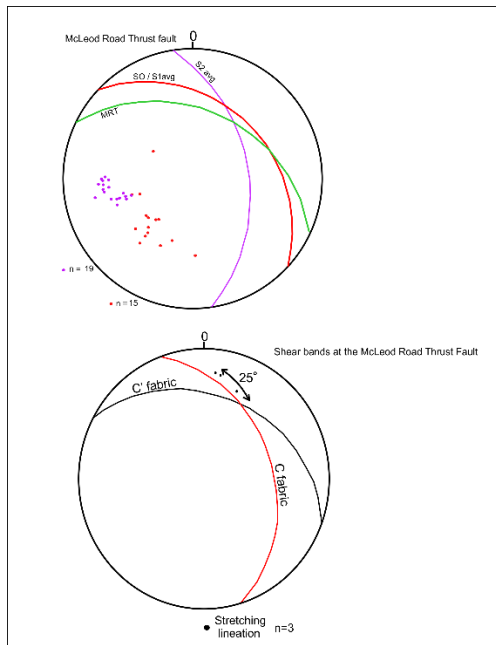 McLeod Road Thrust fault
0
S2 avg
SO / S1avg
MRT
n = 19
n = 15
0
Shear bands at the McLeod Road Thrust Fault
25°
C' fabric
C fabric
Stretching
lineation n=3